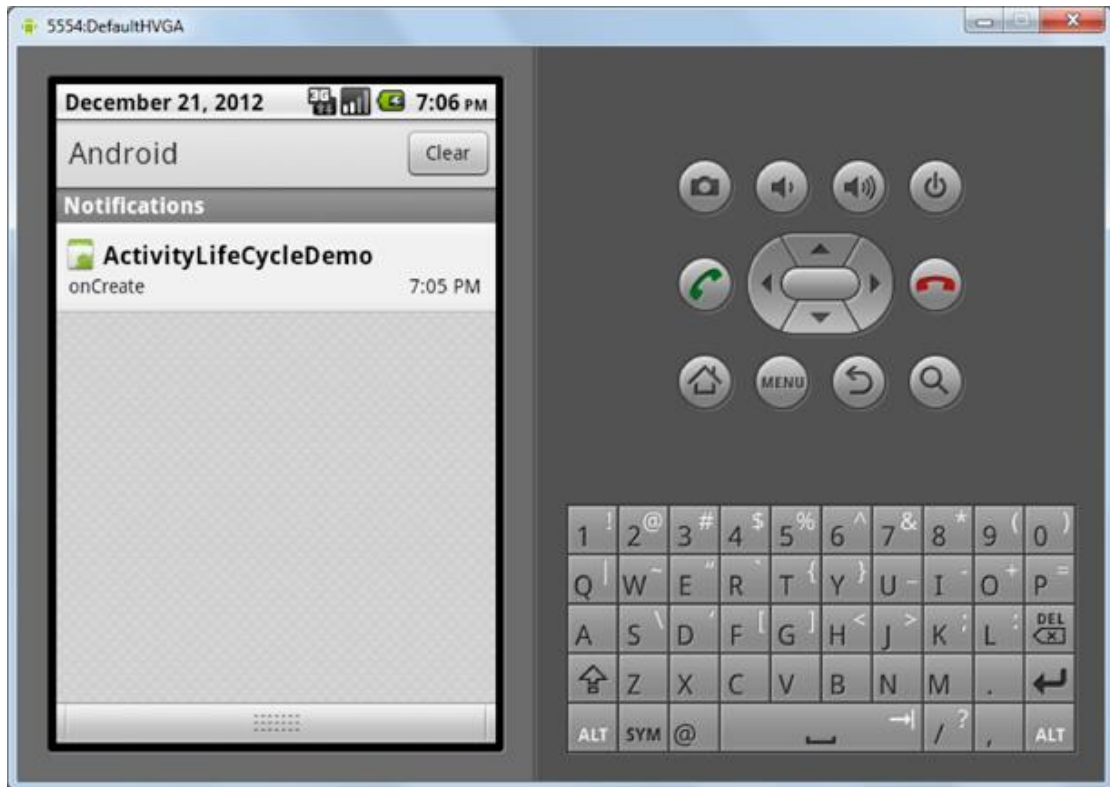 5554:DefaultHVGA
December 21, 2012 3G 7:06 PM
Android Clear
Notifications
ActivityLifeCycleDemo
onCreate 7:05 PM
MENU
1 ! 2 @ 3 # 4 $ 5 % 6 ^ 7 & 8 * 9 ( 0 )
Q | W ~ E " R ` T { Y } U _ I - O + P =
A S \ D ' F [ G ] H < J > K ; L : DEL
Z X C V B N M .
ALT SYM @ / ? , ALT